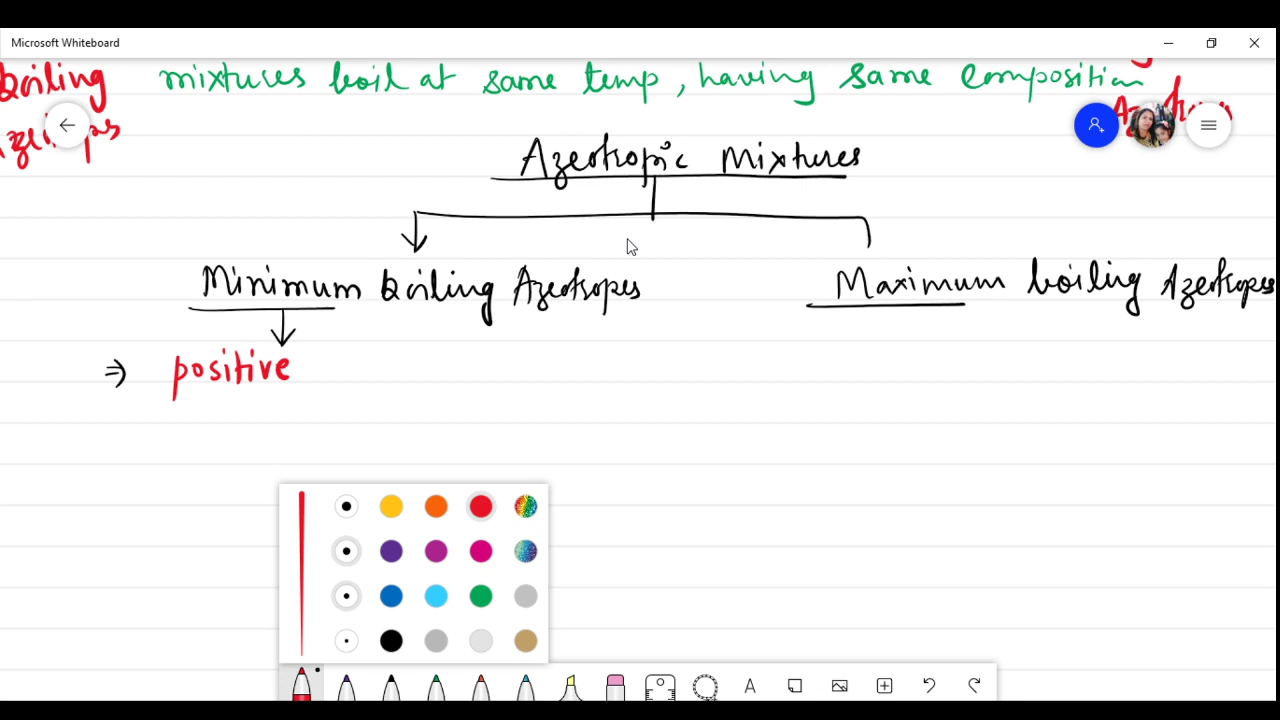 Microsoft Whiteboard
boiling mixtures boil at same temp, having same composition
Azeotropic Mixtures
Minimum boiling Azeotropes Maximum boiling Azeotropes
⇒ positive
A